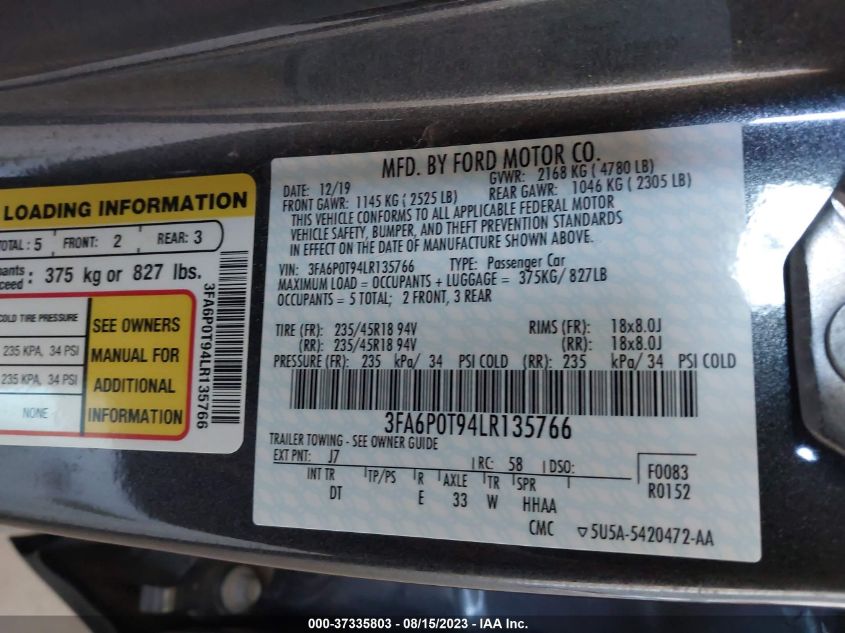 LOADING INFORMATION
TOTAL : 5 FRONT: 2 REAR: 3
pants
ceed : 375 kg or 827 lbs.
COLD TIRE PRESSURE
235 KPA, 34 PSI
235 KPA, 34 PSI
NONE
SEE OWNERS
MANUAL FOR
ADDITIONAL
INFORMATION
3FA6P0T94LR135766
MFD. BY FORD MOTOR CO.
DATE: 12/19 GVWR: 2168 KG ( 4780 LB)
FRONT GAWR: 1145 KG ( 2525 LB) REAR GAWR: 1046 KG ( 2305 LB)
THIS VEHICLE CONFORMS TO ALL APPLICABLE FEDERAL MOTOR
VEHICLE SAFETY, BUMPER, AND THEFT PREVENTION STANDARDS
IN EFFECT ON THE DATE OF MANUFACTURE SHOWN ABOVE.
VIN: 3FA6P0T94LR135766 TYPE: Passenger Car
MAXIMUM LOAD = OCCUPANTS + LUGGAGE = 375KG/ 827LB
OCCUPANTS = 5 TOTAL; 2 FRONT, 3 REAR
TIRE (FR): 235/45R18 94V RIMS (FR): 18x8.0J
(RR): 235/45R18 94V (RR): 18x8.0J
PRESSURE (FR): 235 kPa/ 34 PSI COLD (RR): 235 kPa/ 34 PSI COLD
3FA6P0T94LR135766
TRAILER TOWING - SEE OWNER GUIDE
EXT PNT: J7 RC: 58 DSO: F0083
INT TR TP/PS R AXLE TR SPR R0152
DT E 33 W HHAA
CMC ▽5U5A-5420472-AA
000-37335803 - 08/15/2023 - IAAI.com.